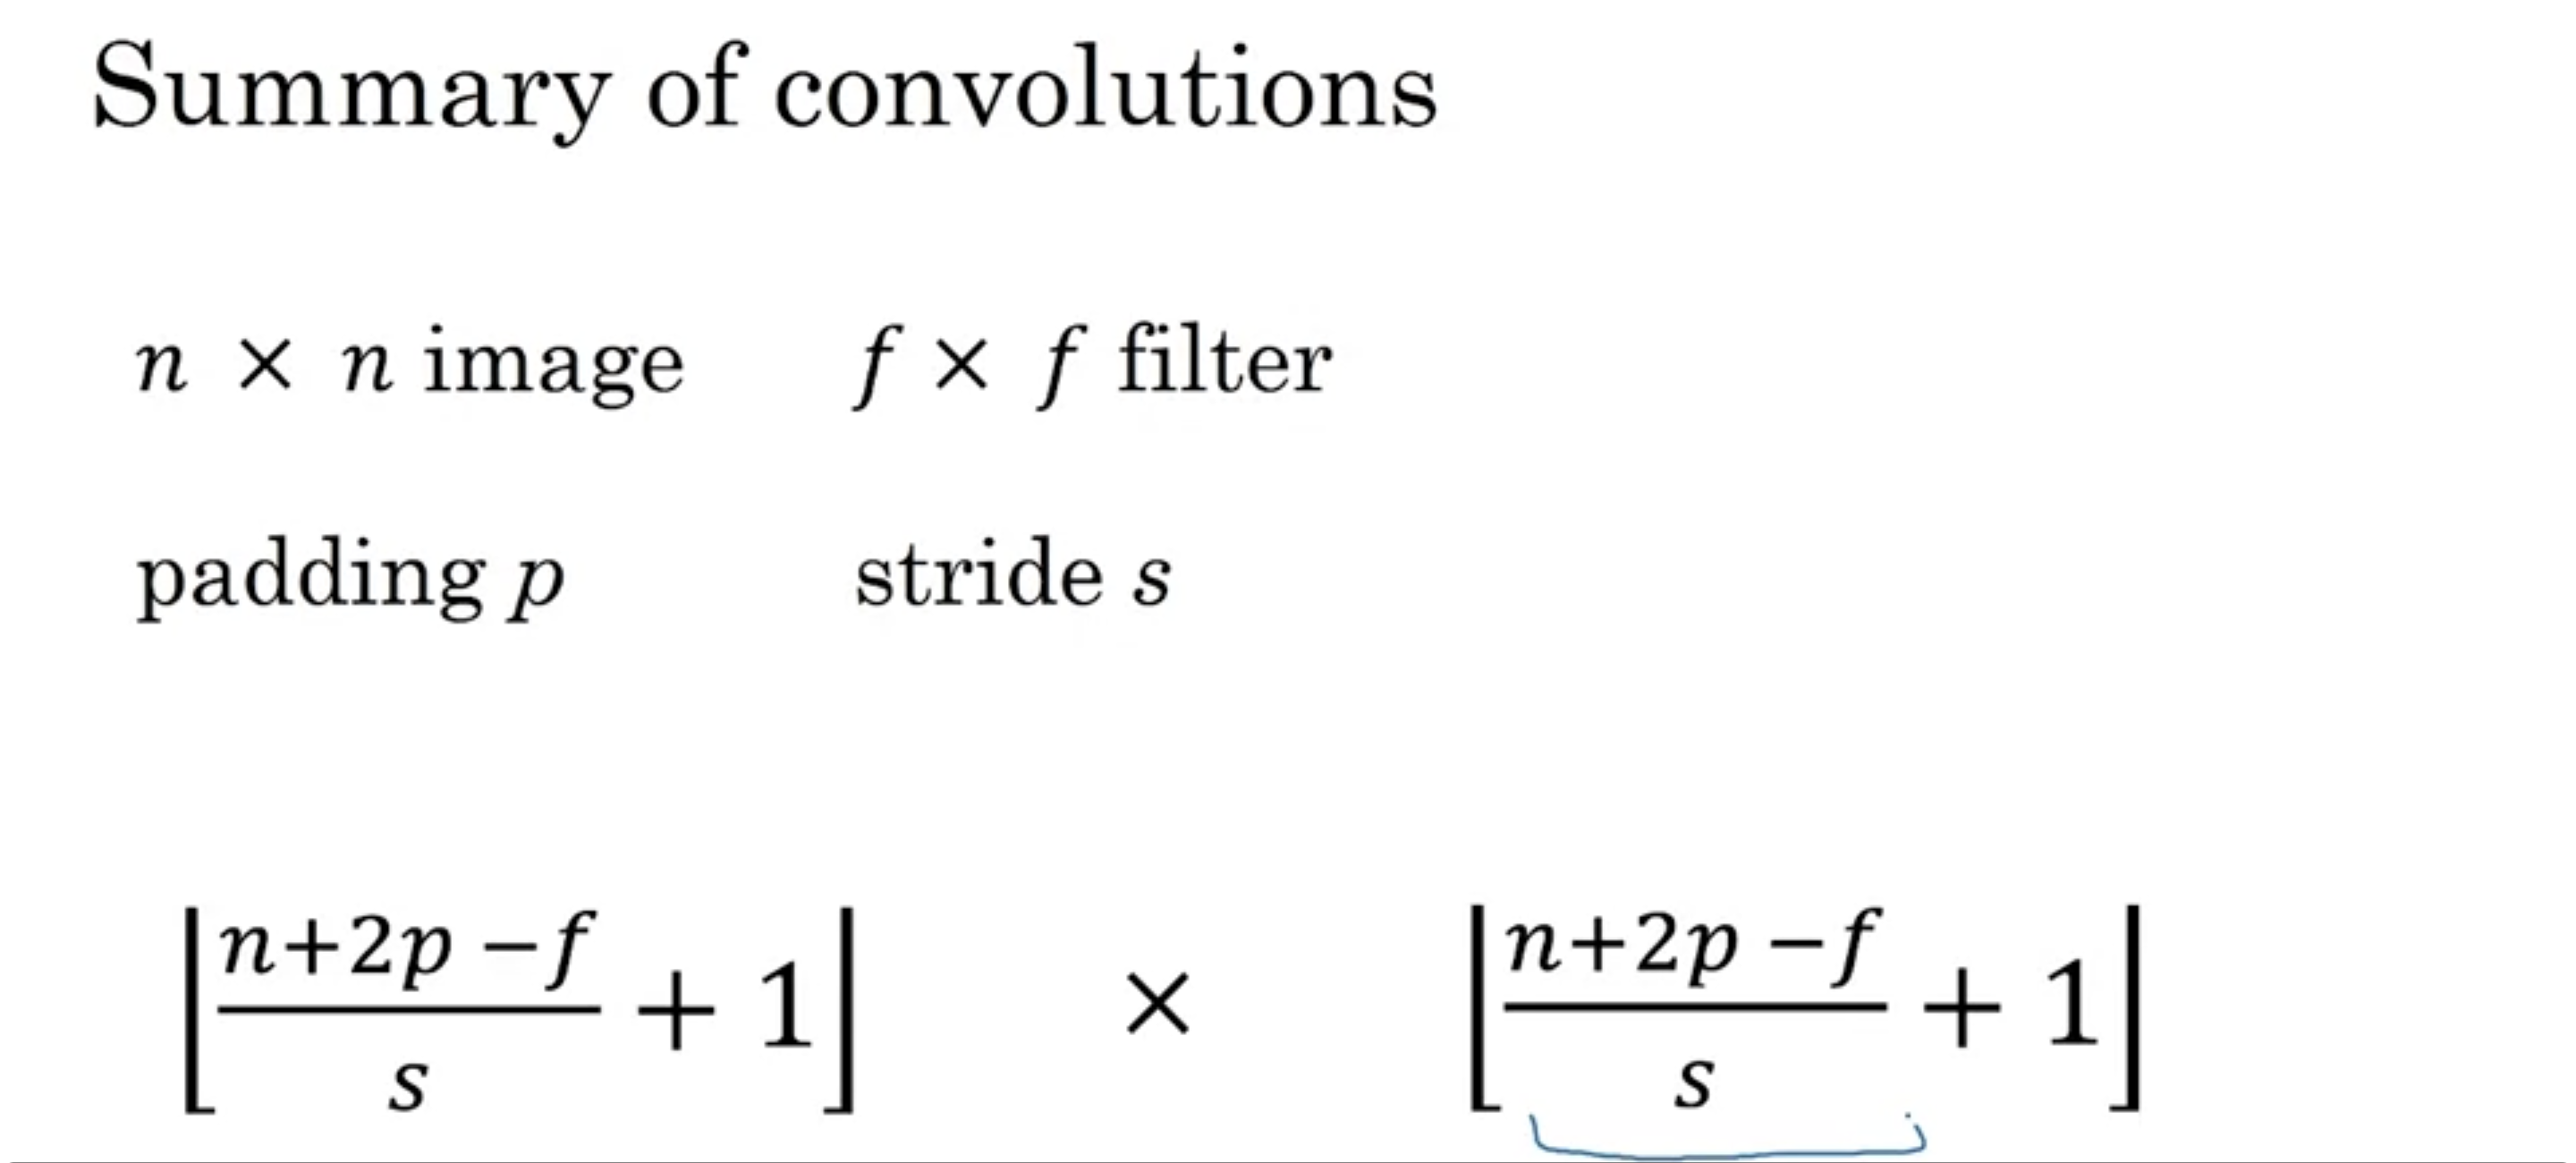 Summary of convolutions
n × n image f × f filter
padding p stride s
⌊(n+2p −f)/s + 1⌋ × ⌊(n+2p −f)/s + 1⌋